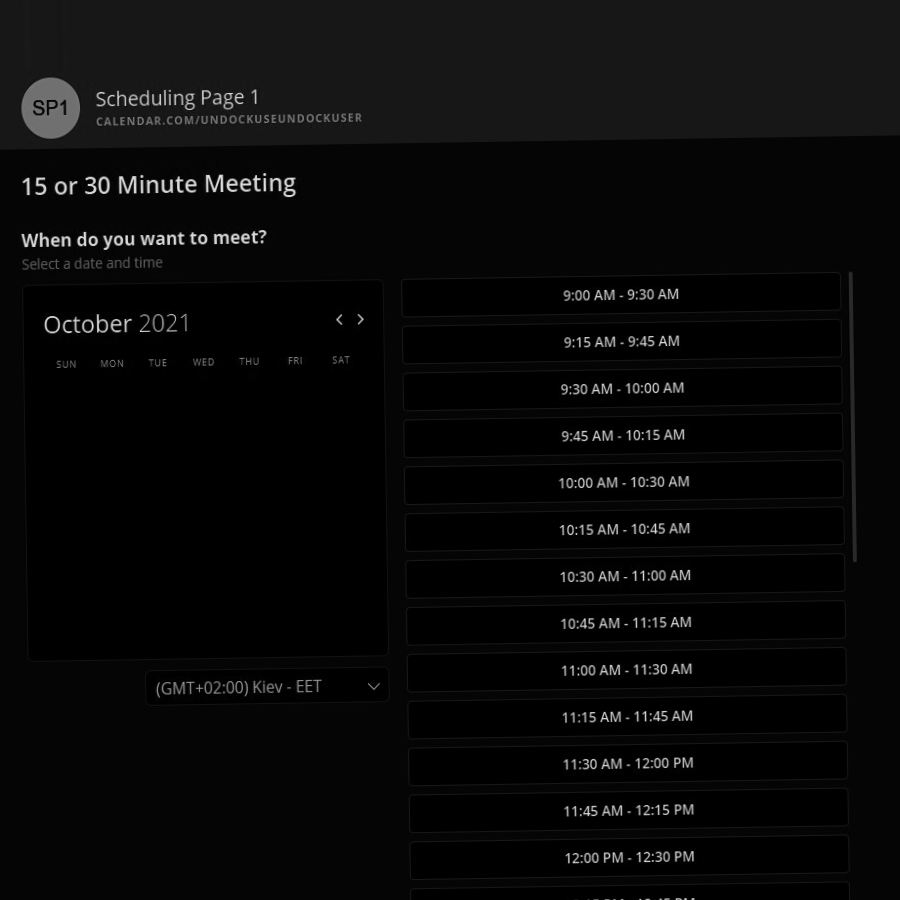 SP1
Scheduling Page 1
CALENDAR.COM/UNDOCKUSEUNDOCKUSER
15 or 30 Minute Meeting
When do you want to meet?
Select a date and time
October 2021
SUN MON TUE WED THU FRI SAT
(GMT+02:00) Kiev - EET
9:00 AM - 9:30 AM
9:15 AM - 9:45 AM
9:30 AM - 10:00 AM
9:45 AM - 10:15 AM
10:00 AM - 10:30 AM
10:15 AM - 10:45 AM
10:30 AM - 11:00 AM
10:45 AM - 11:15 AM
11:00 AM - 11:30 AM
11:15 AM - 11:45 AM
11:30 AM - 12:00 PM
11:45 AM - 12:15 PM
12:00 PM - 12:30 PM